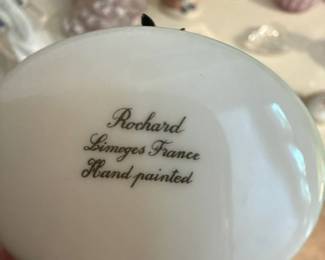 Rochard
Limoges France
Hand painted